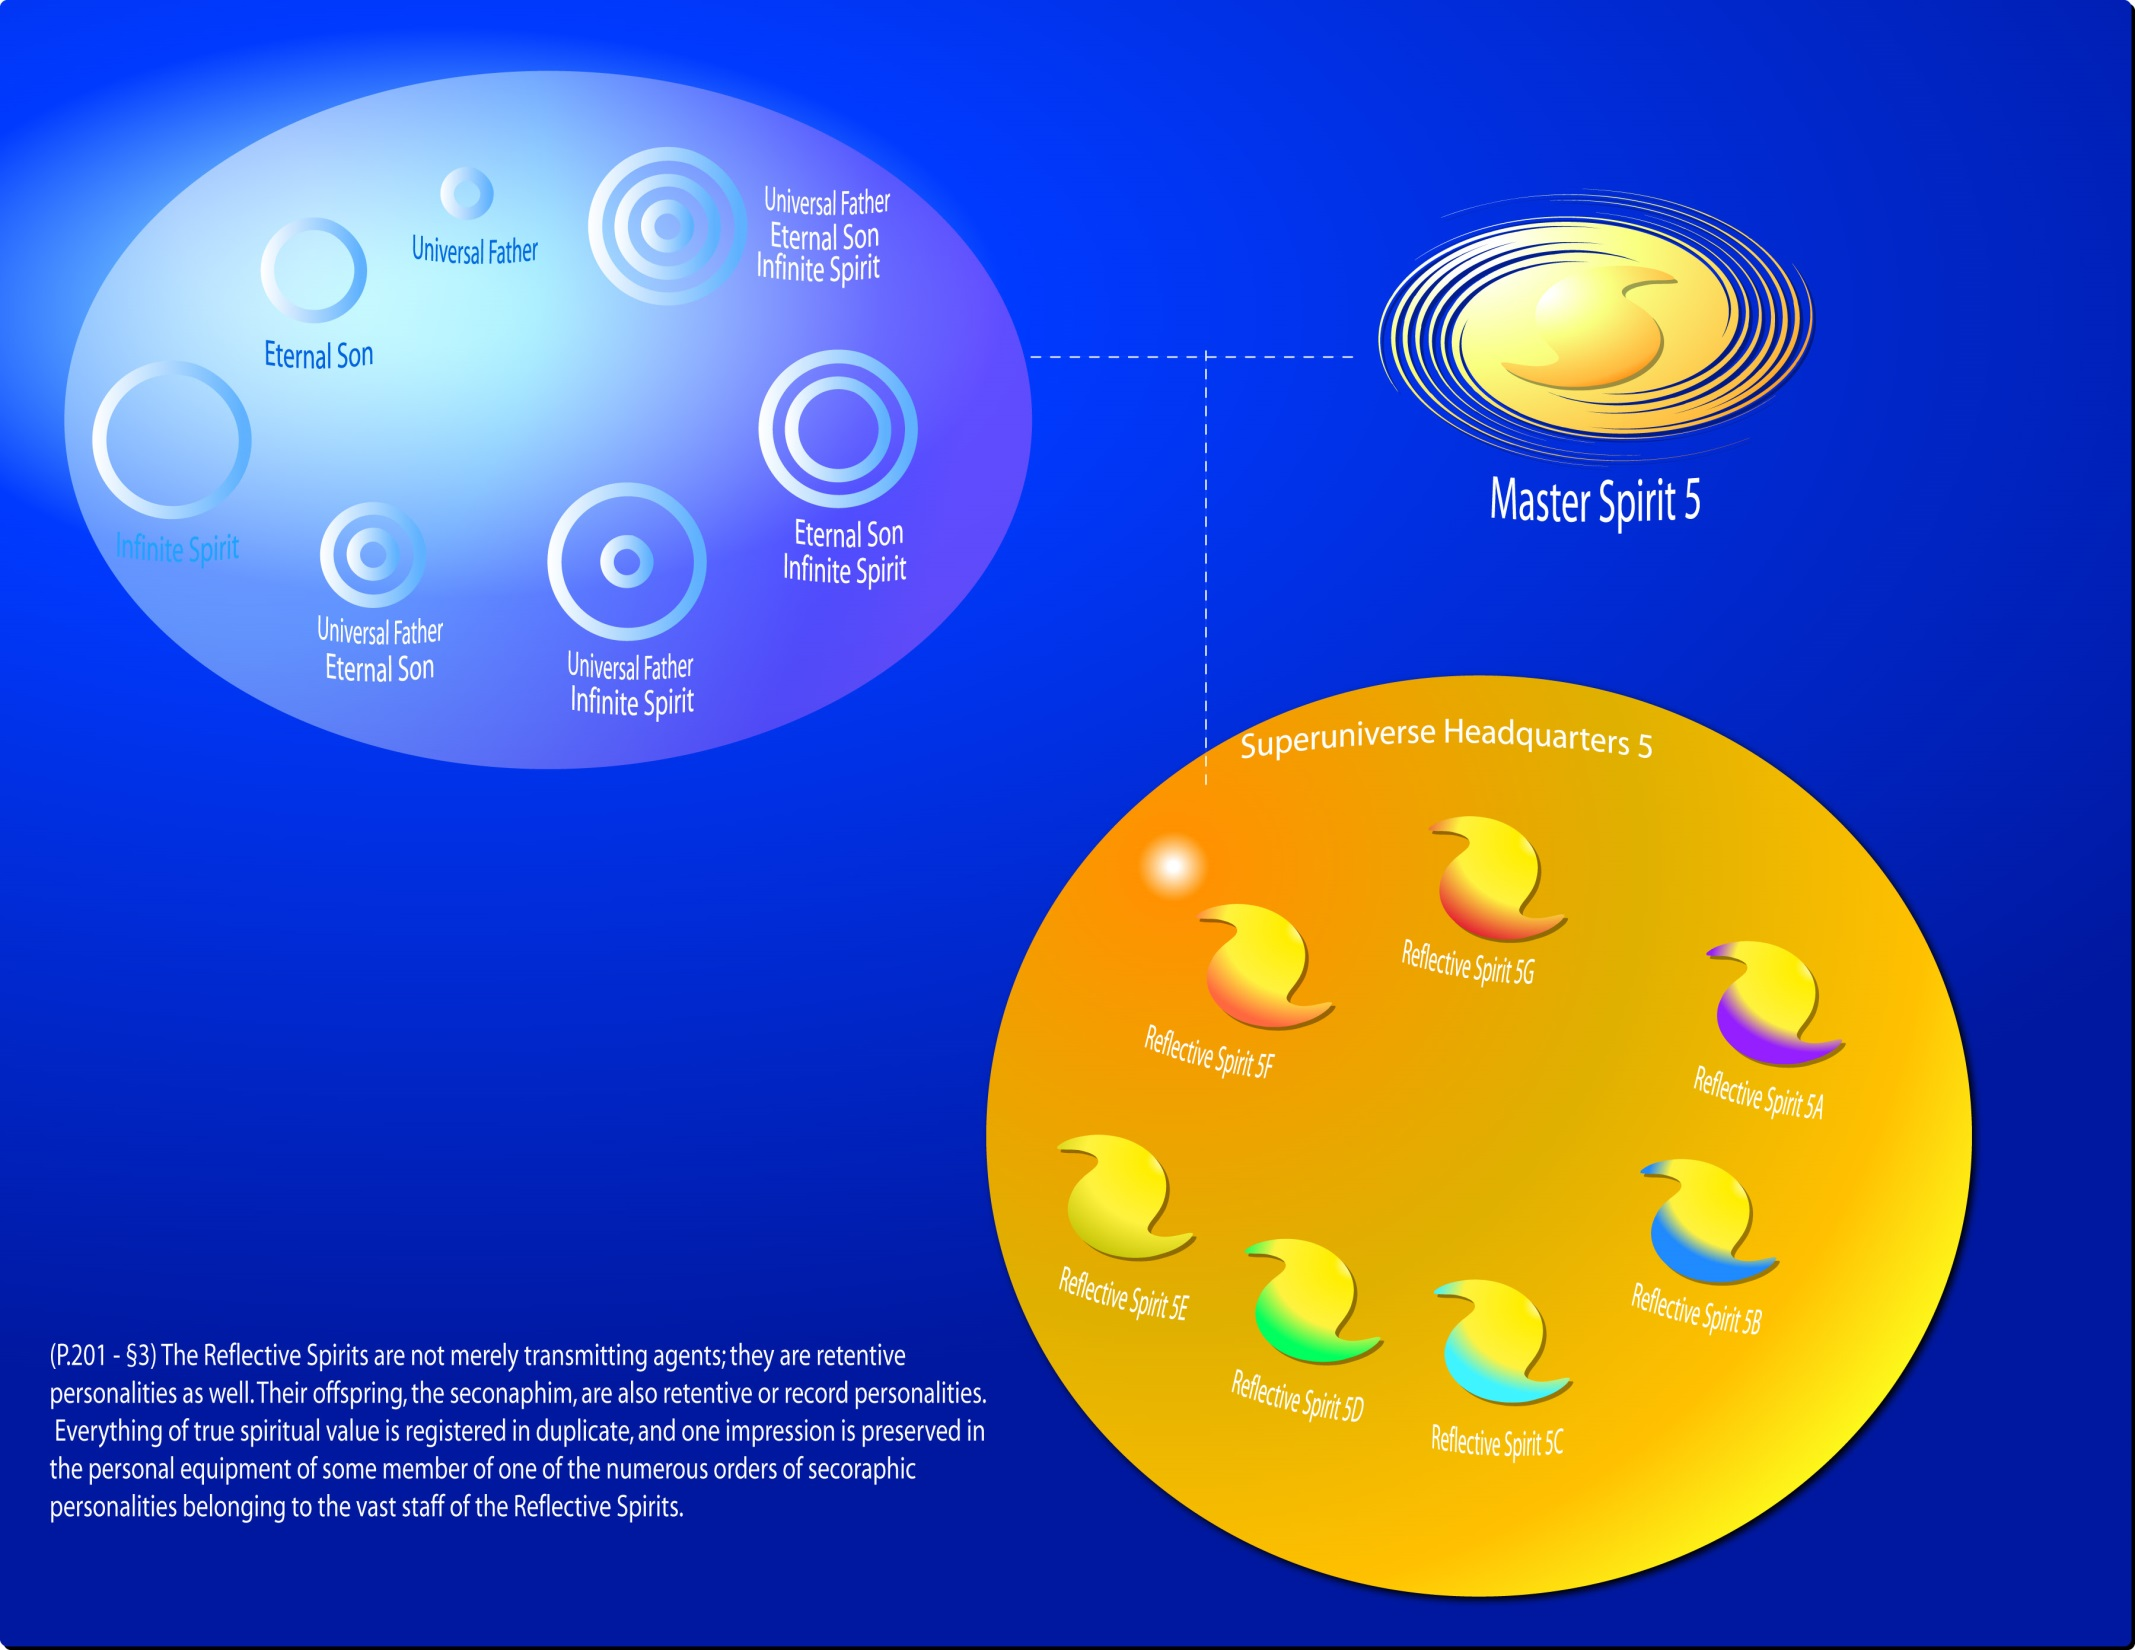 Universal Father
Eternal Son
Infinite Spirit
Universal Father
Eternal Son
Infinite Spirit
Universal Father
Eternal Son
Universal Father
Infinite Spirit
Eternal Son
Infinite Spirit
Master Spirit 5
Superuniverse Headquarters 5
Reflective Spirit 5G
Reflective Spirit 5F
Reflective Spirit 5A
Reflective Spirit 5E
Reflective Spirit 5B
Reflective Spirit 5D
Reflective Spirit 5C
(P.201 - §3) The Reflective Spirits are not merely transmitting agents; they are retentive
personalities as well. Their offspring, the seconaphim, are also retentive or record personalities.
Everything of true spiritual value is registered in duplicate, and one impression is preserved in
the personal equipment of some member of one of the numerous orders of secoraphic
personalities belonging to the vast staff of the Reflective Spirits.